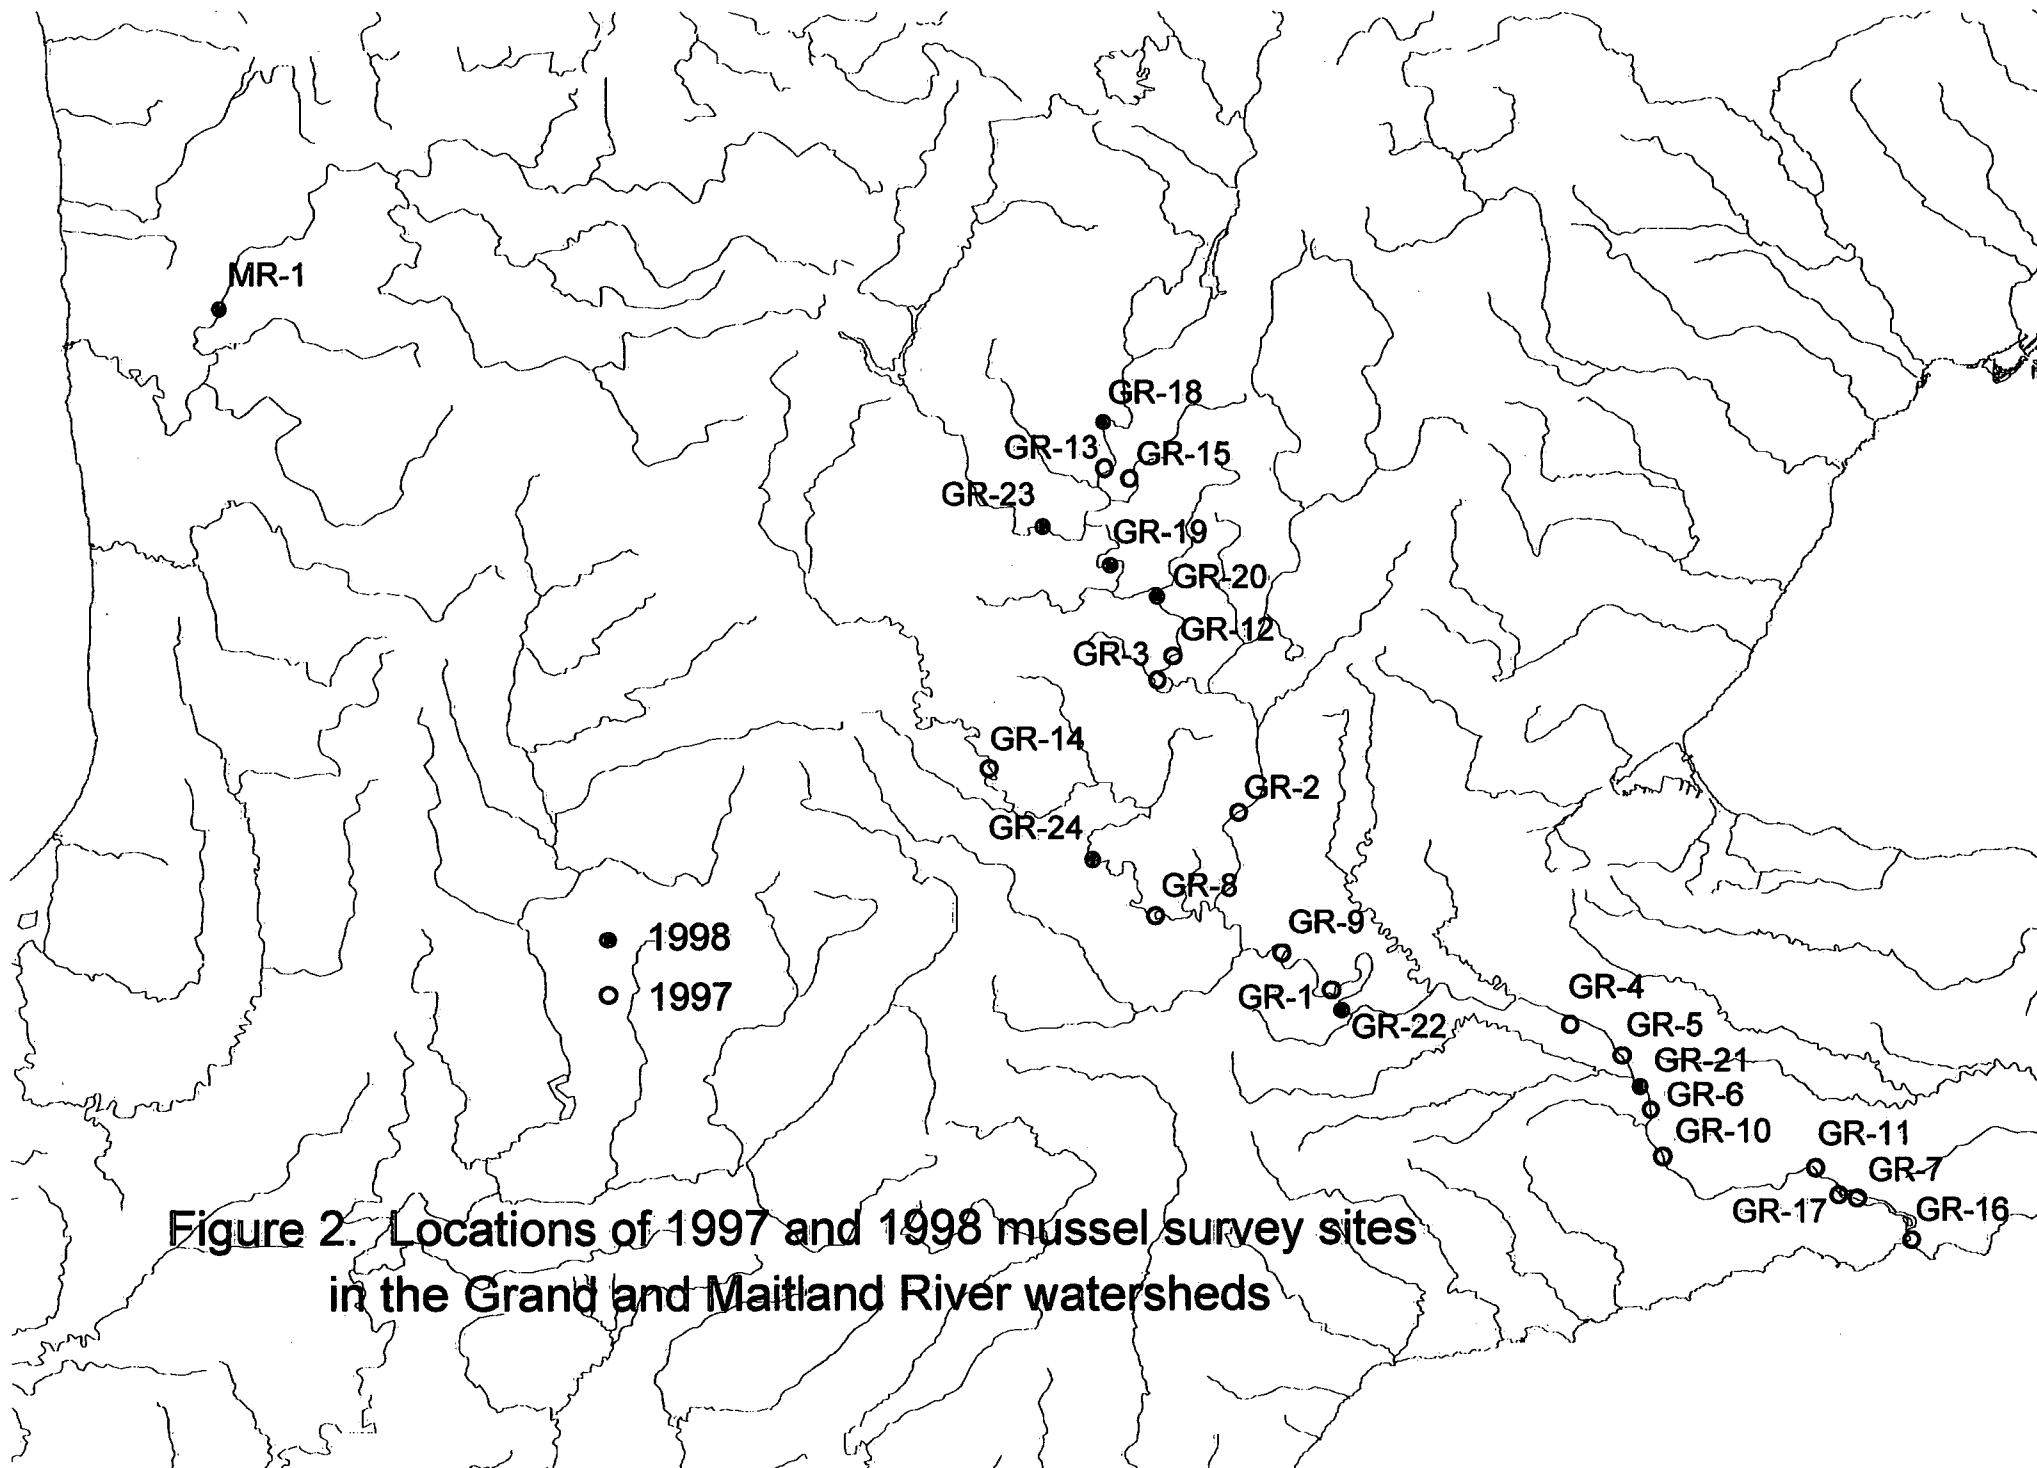 MR-1
GR-18
GR-13
GR-15
GR-23
GR-19
GR-20
GR-12
GR-3
GR-14
GR-2
GR-24
GR-8
GR-9
1998
GR-4
1997
GR-1
GR-22
GR-5
GR-21
GR-6
GR-10
GR-11
GR-7
GR-17
GR-16
Figure 2. Locations of 1997 and 1998 mussel survey sites
in the Grand and Maitland River watersheds